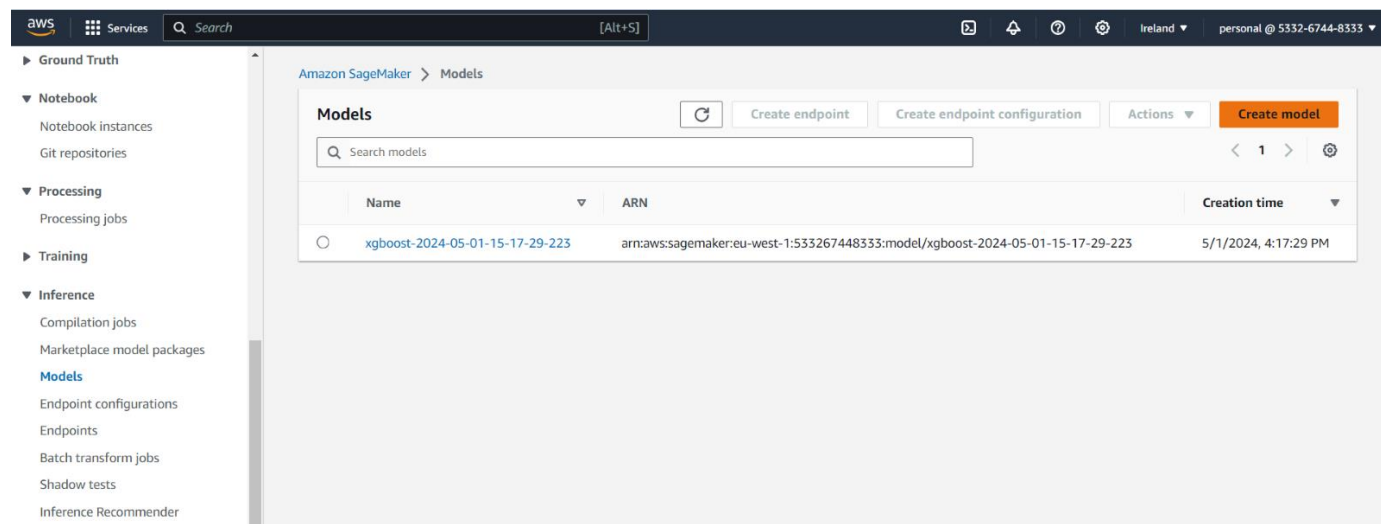 aws Services Search [Alt+S] Ireland personal @ 5332-6744-8333
Ground Truth
Notebook
Notebook instances
Git repositories
Processing
Processing jobs
Training
Inference
Compilation jobs
Marketplace model packages
Models
Endpoint configurations
Endpoints
Batch transform jobs
Shadow tests
Inference Recommender
Amazon SageMaker > Models
Models Create endpoint Create endpoint configuration Actions Create model
Search models < 1 >
Name ARN Creation time
xgboost-2024-05-01-15-17-29-223 arn:aws:sagemaker:eu-west-1:533267448333:model/xgboost-2024-05-01-15-17-29-223 5/1/2024, 4:17:29 PM